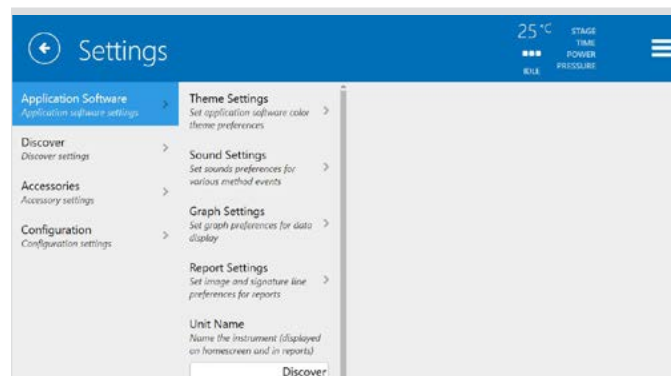 Settings
25 °C
IDLE
STAGE
TIME
POWER
PRESSURE
Application Software
Application software settings
Discover
Discover settings
Accessories
Accessory settings
Configuration
Configuration settings
Theme Settings
Set application software color
theme preferences
Sound Settings
Set sounds preferences for
various method events
Graph Settings
Set graph preferences for data
display
Report Settings
Set image and signature line
preferences for reports
Unit Name
Name the instrument (displayed
on homescreen and in reports)
Discover